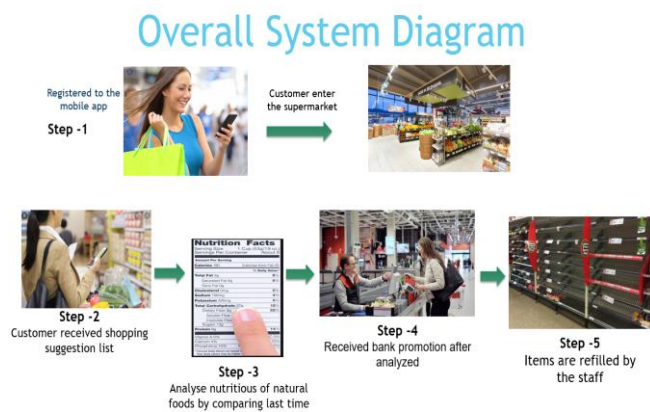 Overall System Diagram
Registered to the
mobile app
Step -1
Customer enter
the supermarket
Step -2
Customer received shopping
suggestion list
Nutrition Facts
Step -3
Analyse nutritious of natural
foods by comparing last time
Step -4
Received bank promotion after
analyzed
Step -5
Items are refilled by
the staff